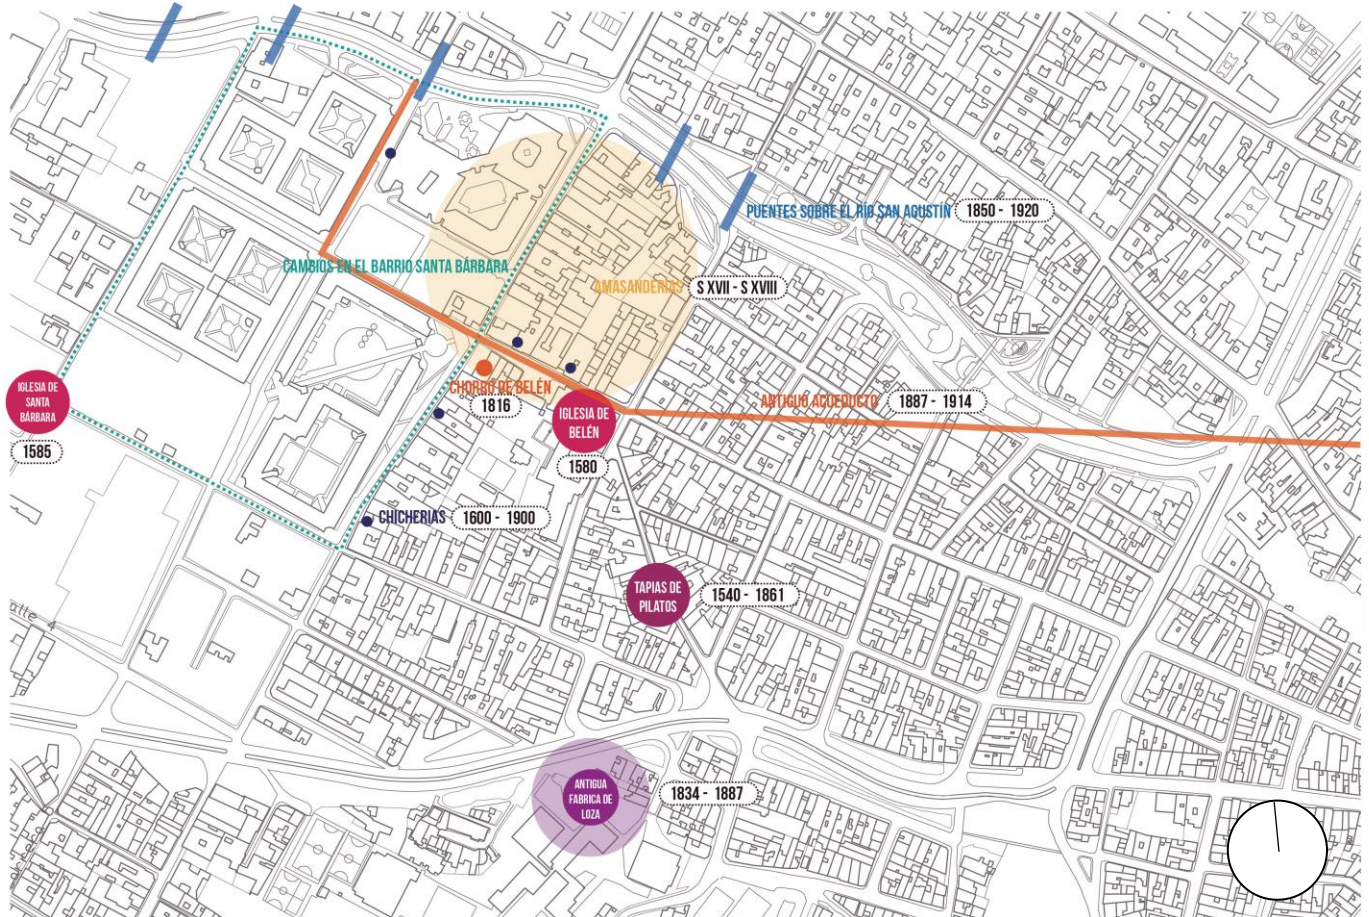 PUENTES SOBRE EL RÍO SAN AGUSTÍN
1850 - 1920
CAMBIOS EN EL BARRIO SANTA BÁRBARA
AMASANDERÍAS
S XVII - S XVIII
IGLESIA DE
SANTA
BÁRBARA
1585
CHORRO DE BELÉN
1816
IGLESIA DE
BELÉN
1580
ANTIGUO ACUEDUCTO
1887 - 1914
CHICHERIAS
1600 - 1900
TAPIAS DE
PILATOS
1540 - 1861
ANTIGUA
FABRICA DE
LOZA
1834 - 1887